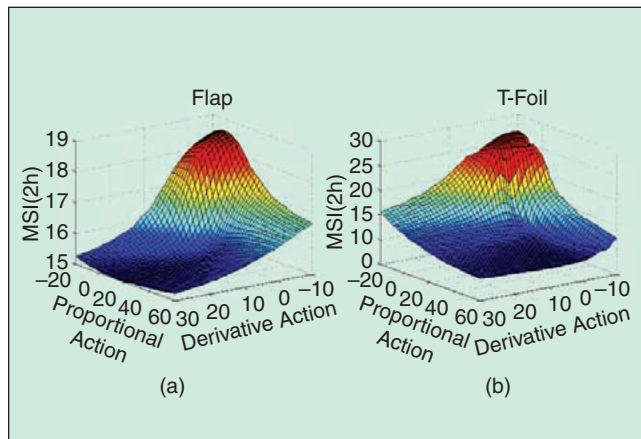 Flap
19
18
17
16
15
MSI(2h)
−20
0
20
40
60
Proportional
Action
30
20
10
0
−10
Derivative Action
(a)
T-Foil
30
25
20
15
10
0
MSI(2h)
−20
0
20
40
60
Proportional
Action
30
20
10
0
−10
Derivative Action
(b)